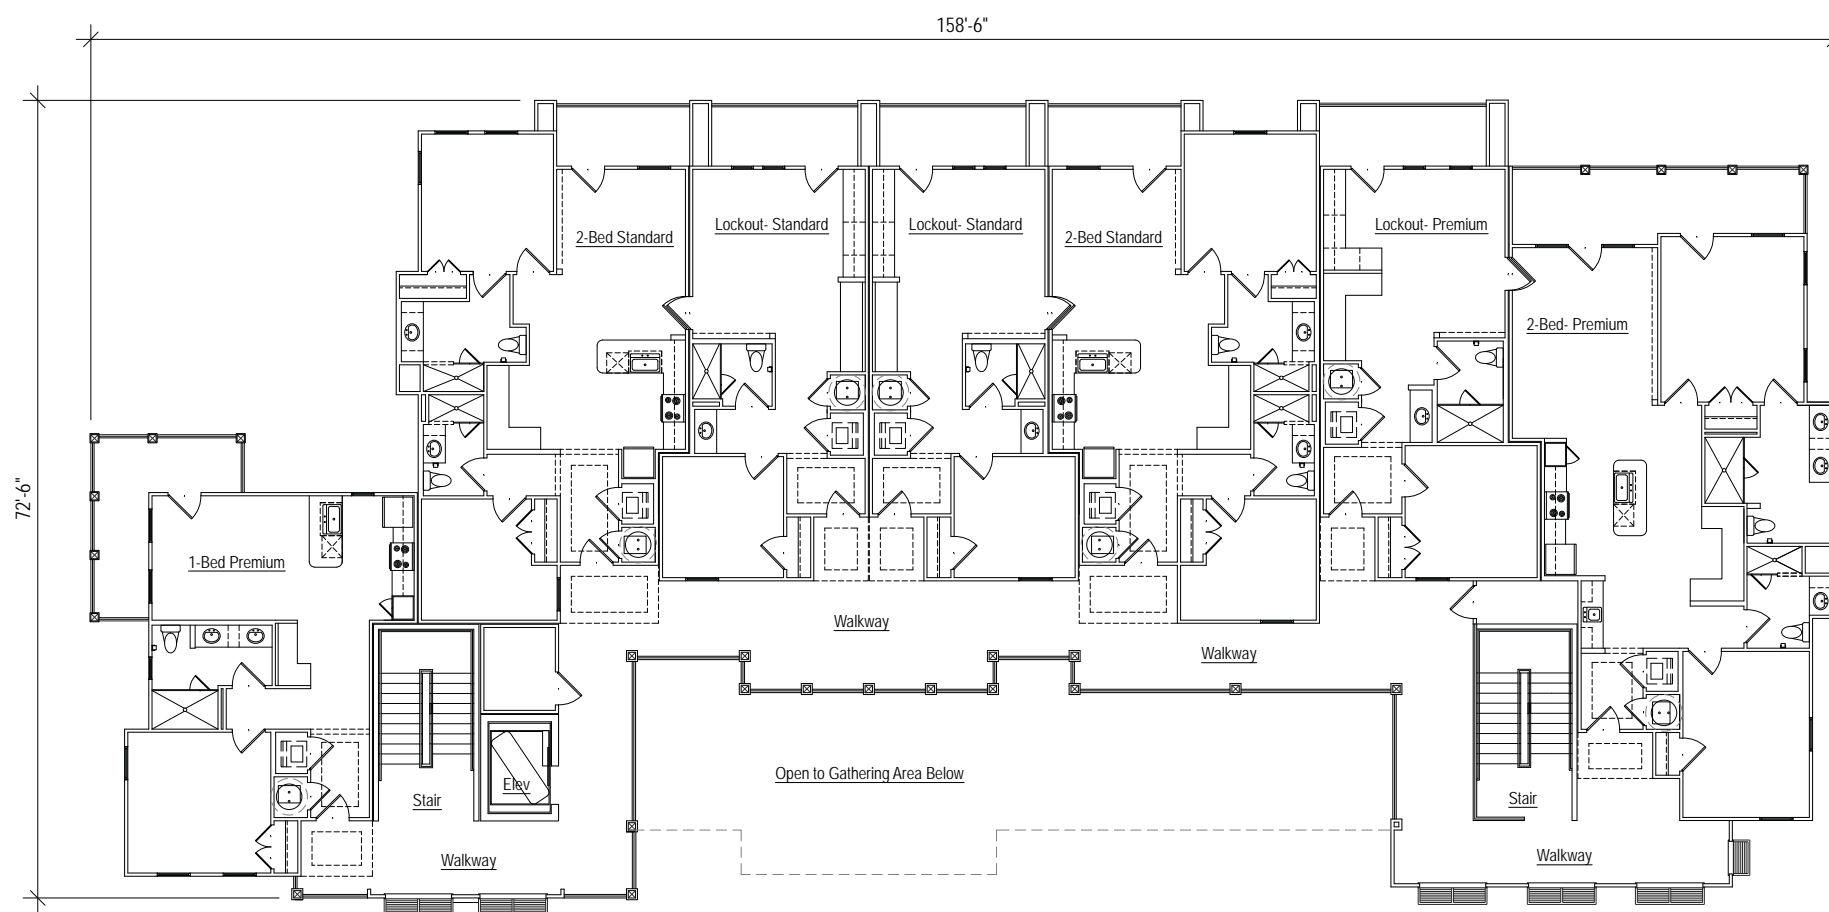 158'-6"
72'-6"
2-Bed Standard
Lockout- Standard
Lockout- Standard
2-Bed Standard
Lockout- Premium
2-Bed- Premium
1-Bed Premium
Walkway
Walkway
Open to Gathering Area Below
Elev
Stair
Stair
Walkway
Walkway